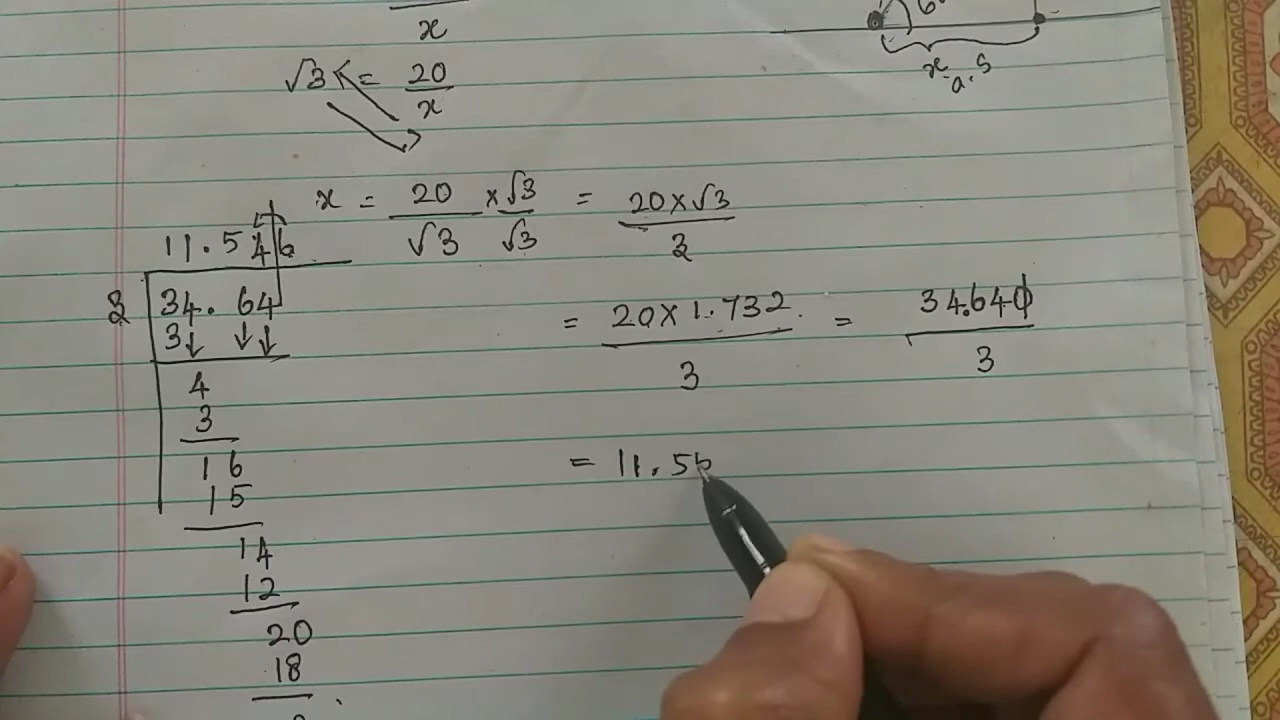 x
√3 = 20/x
x = 20/√3 × √3/√3 = 20×√3/3
= 20×1.732/3 = 34.640/3
= 11.55
6
x
a.s
11.546
3 34.64
3
4
3
16
15
14
12
20
18